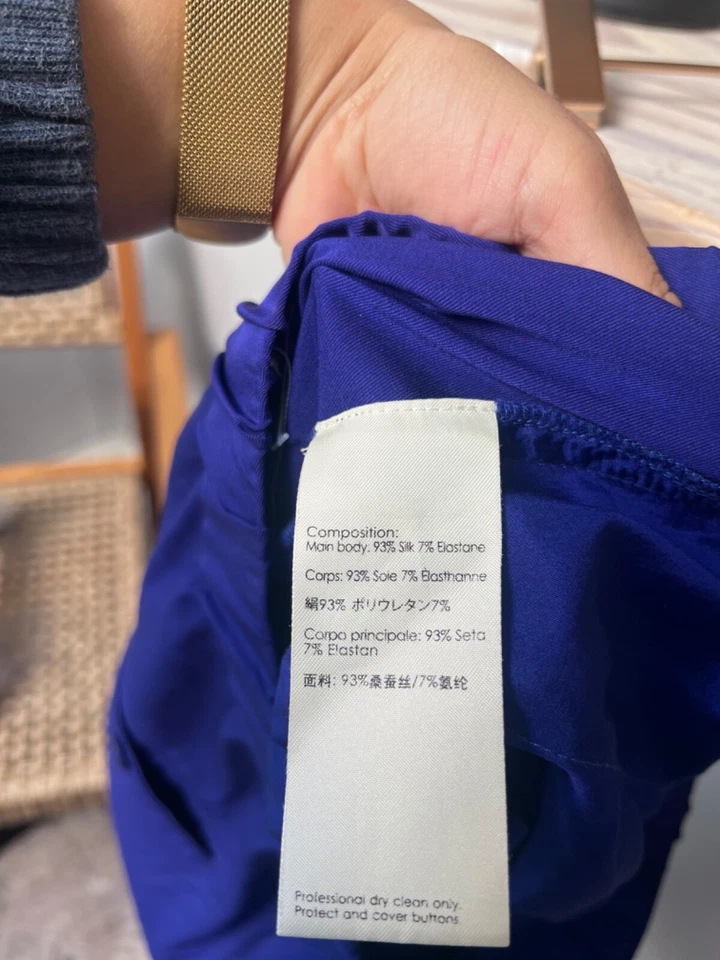 Composition:
Main body: 93% Silk 7% Elastane
Corps: 93% Soie 7% Élasthanne
絹93% ポリウレタン7%
Corpo principale: 93% Seta
7% Elastan
面料: 93%桑蚕丝/7%氨纶
Professional dry clean only.
Protect and cover buttons.